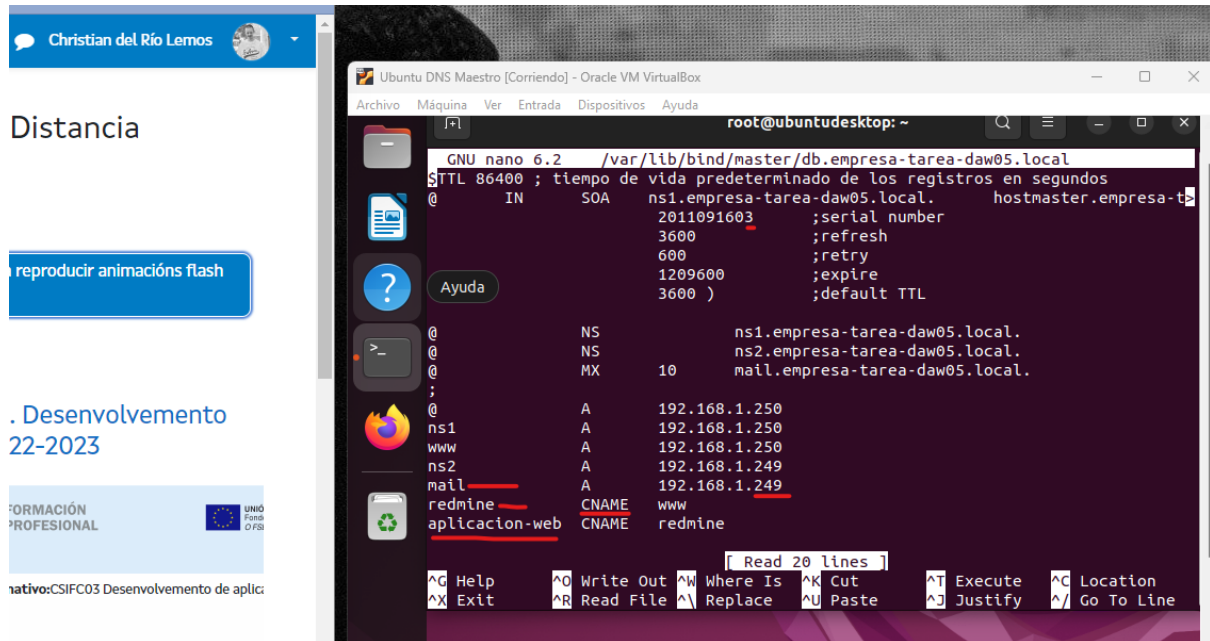 Christian del Río Lemos
Distancia
reproducir animacións flash
. Desenvolvemento
22-2023
FORMACIÓN
PROFESIONAL
nativo:CSIFC03 Desenvolvemento de aplica
Ubuntu DNS Maestro [Corriendo] - Oracle VM VirtualBox
Archivo Máquina Ver Entrada Dispositivos Ayuda
root@ubuntudesktop: ~
GNU nano 6.2 /var/lib/bind/master/db.empresa-tarea-daw05.local
$TTL 86400 ; tiempo de vida predeterminado de los registros en segundos
@ IN SOA ns1.empresa-tarea-daw05.local. hostmaster.empresa-t>
2011091603 ;serial number
3600 ;refresh
600 ;retry
1209600 ;expire
3600 ) ;default TTL
Ayuda
@ NS ns1.empresa-tarea-daw05.local.
@ NS ns2.empresa-tarea-daw05.local.
@ MX 10 mail.empresa-tarea-daw05.local.
;
@ A 192.168.1.250
ns1 A 192.168.1.250
www A 192.168.1.250
ns2 A 192.168.1.249
mail A 192.168.1.249
redmine CNAME www
aplicacion-web CNAME redmine
[ Read 20 lines ]
^G Help ^O Write Out ^W Where Is ^K Cut ^T Execute ^C Location
^X Exit ^R Read File ^\ Replace ^U Paste ^J Justify ^/ Go To Line